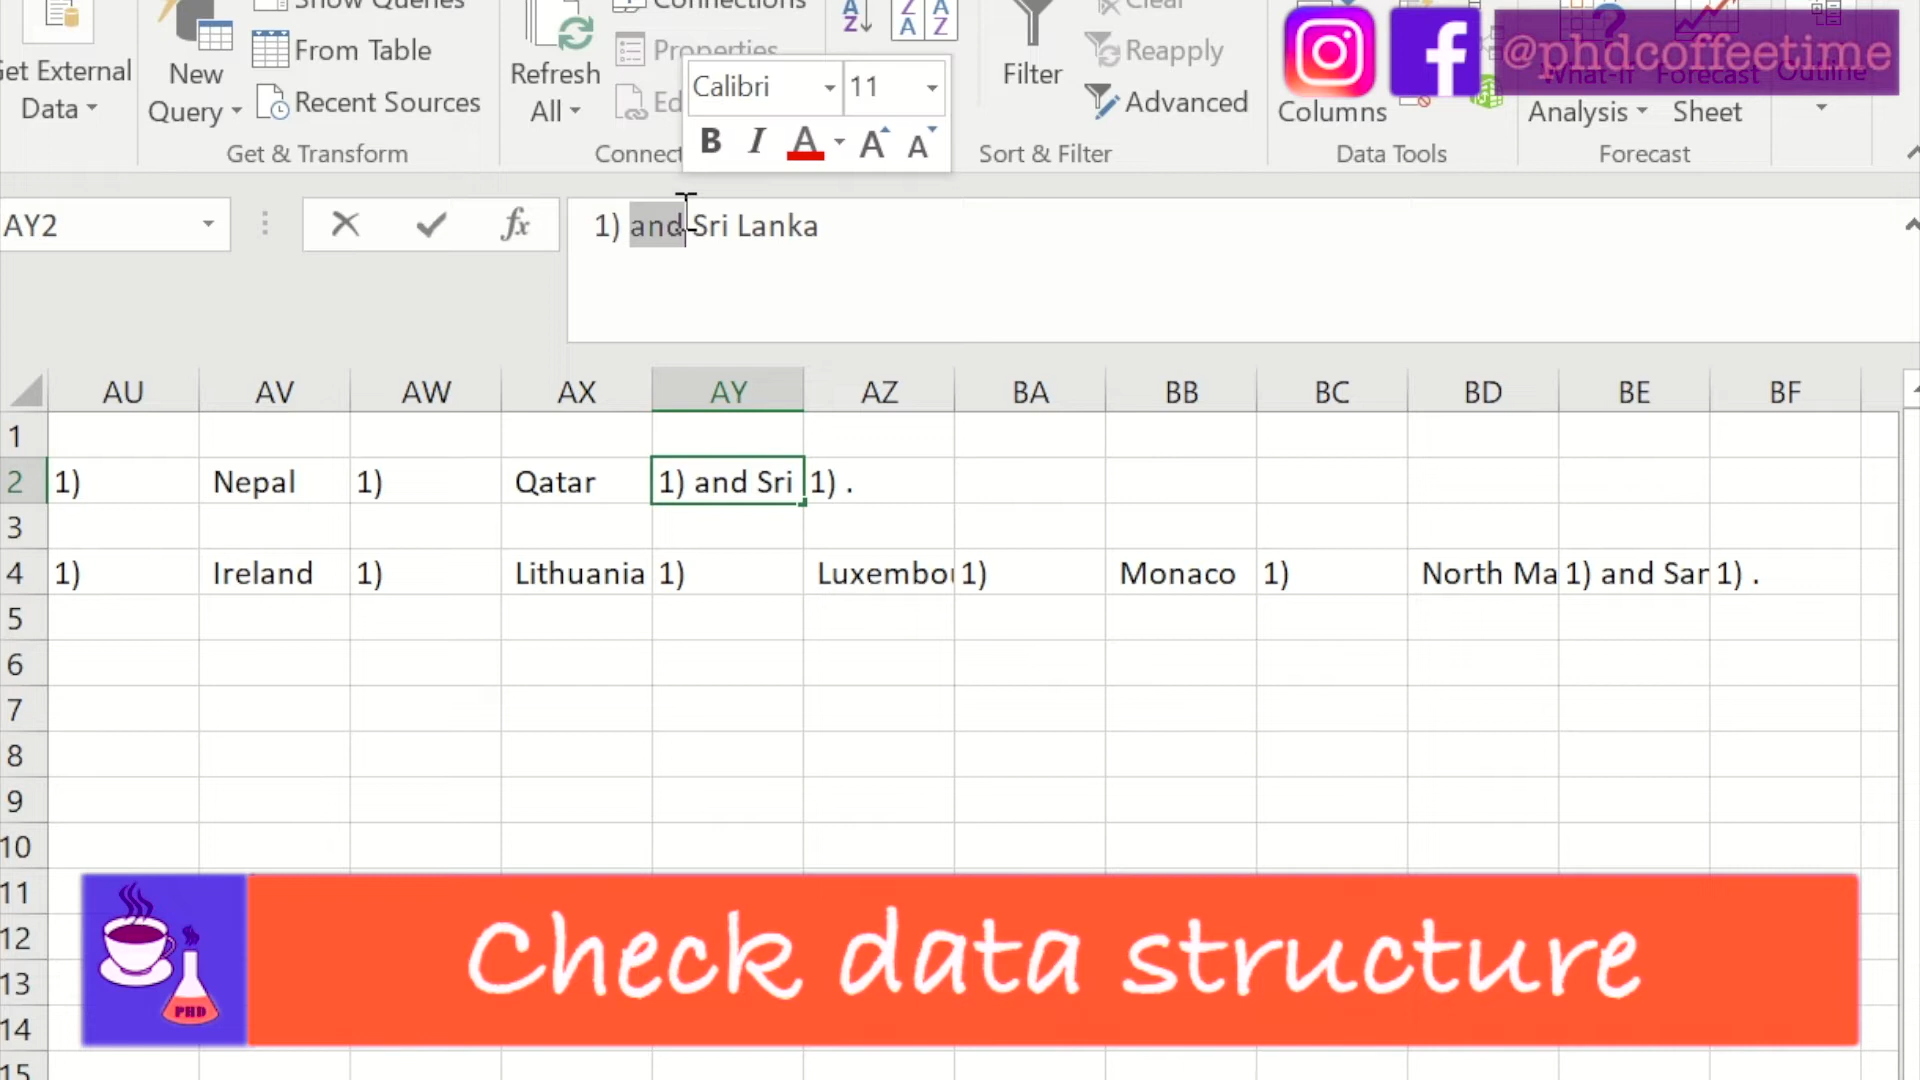 Show Queries
From Table
Recent Sources
Get External
Data
New
Query
Get & Transform
Refresh
All
Connections
Properties
Calibri 11
B I A A A
A Z
Z A
A Z
Filter
Clear
Reapply
Advanced
Sort & Filter
Columns
Data Tools
What-If
Analysis
Forecast
Sheet
Forecast
Outline
@phdcoffeetime
AY2
fx
1) and Sri Lanka
AU AV AW AX AY AZ BA BB BC BD BE BF
1
2 1) Nepal 1) Qatar 1) and Sri 1) .
3
4 1) Ireland 1) Lithuania 1) Luxembou 1) Monaco 1) North Ma 1) and San 1) .
5
6
7
8
9
10
11
12
13
14
15
PHD
Check data structure